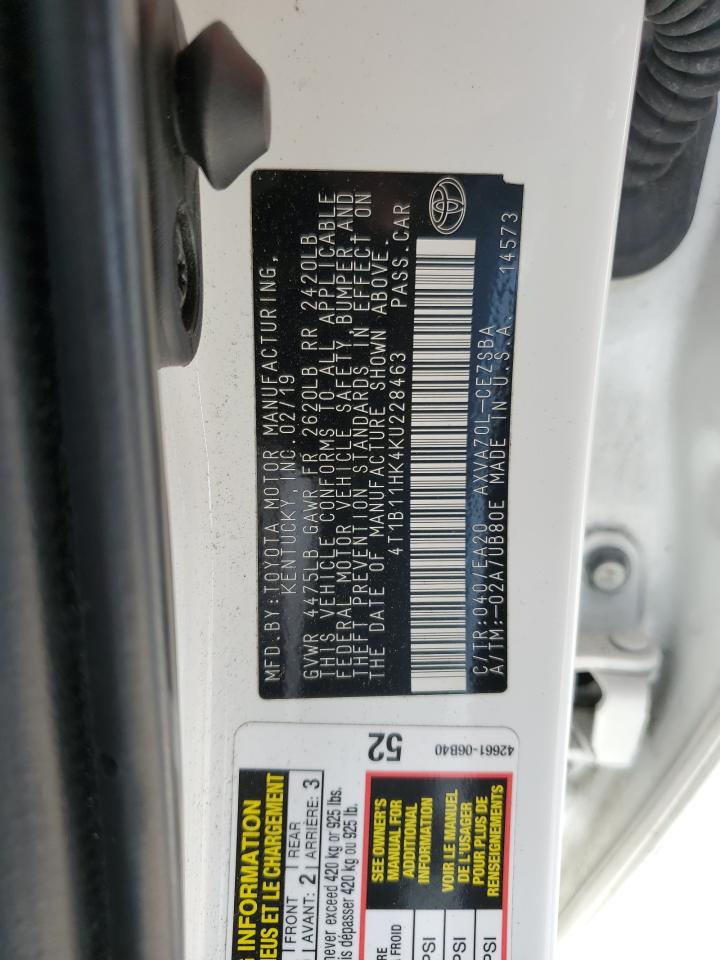 MFD.BY:TOYOTA MOTOR MANUFACTURING,
KENTUCKY, INC. 02/19
GVWR 4475LB GAWR FR 2620LB RR 2420LB
THIS VEHICLE CONFORMS TO ALL APPLICABLE
FEDERAL MOTOR VEHICLE SAFETY, BUMPER AND
THEFT PREVENTION STANDARDS IN EFFECT ON
THE DATE OF MANUFACTURE SHOWN ABOVE.
4T1B11HK4KU228463 PASS.CAR
C/TR:040/EA20 AXVA70L-CEZSBA
A/TM:-02A/UB80E MADE IN U.S.A. 14573
INFORMATION
ET LE CHARGEMENT
FRONT 2 REAR 3
AVANT: ARRIÈRE:
never exceed 420 kg or 925 lbs.
dépasser 420 kg ou 925 lb.
52
42661-06B40
SEE OWNER'S
MANUAL FOR
ADDITIONAL
INFORMATION
VOIR LE MANUEL
DE L'USAGER
POUR PLUS DE
RENSEIGNEMENTS
FROID
PSI
PSI
PSI